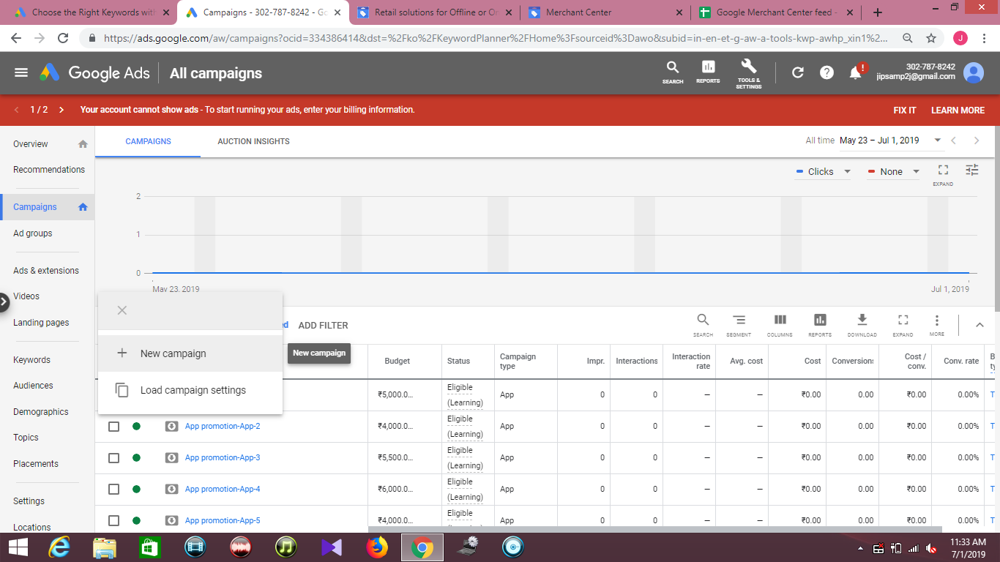 Choose the Right Keywords with
Campaigns - 302-787-8242 - Go
Retail solutions for Offline or On
Merchant Center
Google Merchant Center feed -
https://ads.google.com/aw/campaigns?ocid=334386414&dst=%2Fko%2FKeywordPlanner%2FHome%3Fsourceid%3Dawo&subid=in-en-et-g-aw-a-tools-kwp-awhp_xin1%2...
J
Google Ads
All campaigns
SEARCH
REPORTS
TOOLS &
SETTINGS
302-787-8242
jipsamp2j@gmail.com
1 / 2
Your account cannot show ads - To start running your ads, enter your billing information.
FIX IT
LEARN MORE
Overview
Recommendations
Campaigns
Ad groups
Ads & extensions
Videos
Landing pages
Keywords
Audiences
Demographics
Topics
Placements
Settings
Locations
CAMPAIGNS
AUCTION INSIGHTS
All time May 23 – Jul 1, 2019
Clicks
None
EXPAND
2
1
0
May 23, 2019
Jul 1, 2019
ed
ADD FILTER
SEARCH
SEGMENT
COLUMNS
REPORTS
DOWNLOAD
EXPAND
MORE
New campaign
Load campaign settings
New campaign
Budget Status Campaign type Impr. Interactions Interaction rate Avg. cost Cost Conversions Cost / conv. Conv. rate
₹5,000.0... Eligible (Learning) App 0 0 – – ₹0.00 0.00 ₹0.00 0.00% T
App promotion-App-2 ₹4,000.0... Eligible (Learning) App 0 0 – – ₹0.00 0.00 ₹0.00 0.00% T
App promotion-App-3 ₹5,500.0... Eligible (Learning) App 0 0 – – ₹0.00 0.00 ₹0.00 0.00% T
App promotion-App-4 ₹6,000.0... Eligible (Learning) App 0 0 – – ₹0.00 0.00 ₹0.00 0.00% T
App promotion-App-5 ₹4,000.0... Eligible App 0 0 – – ₹0.00 0.00 ₹0.00 0.00% T
11:33 AM
7/1/2019